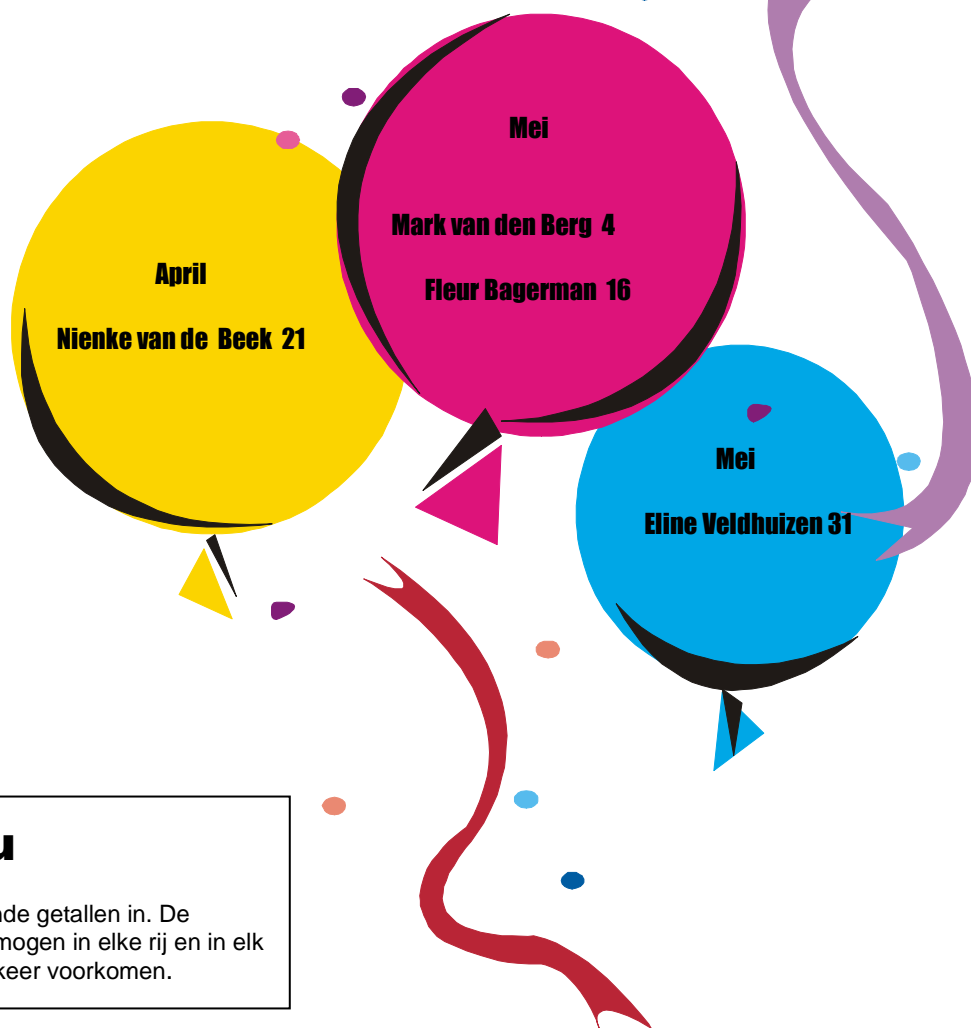 Mei
Mark van den Berg 4
Fleur Bagerman 16
April
Nienke van de Beek 21
Mei
Eline Veldhuizen 31
getallen in. De
mogen in elke rij en in elk
keer voorkomen.